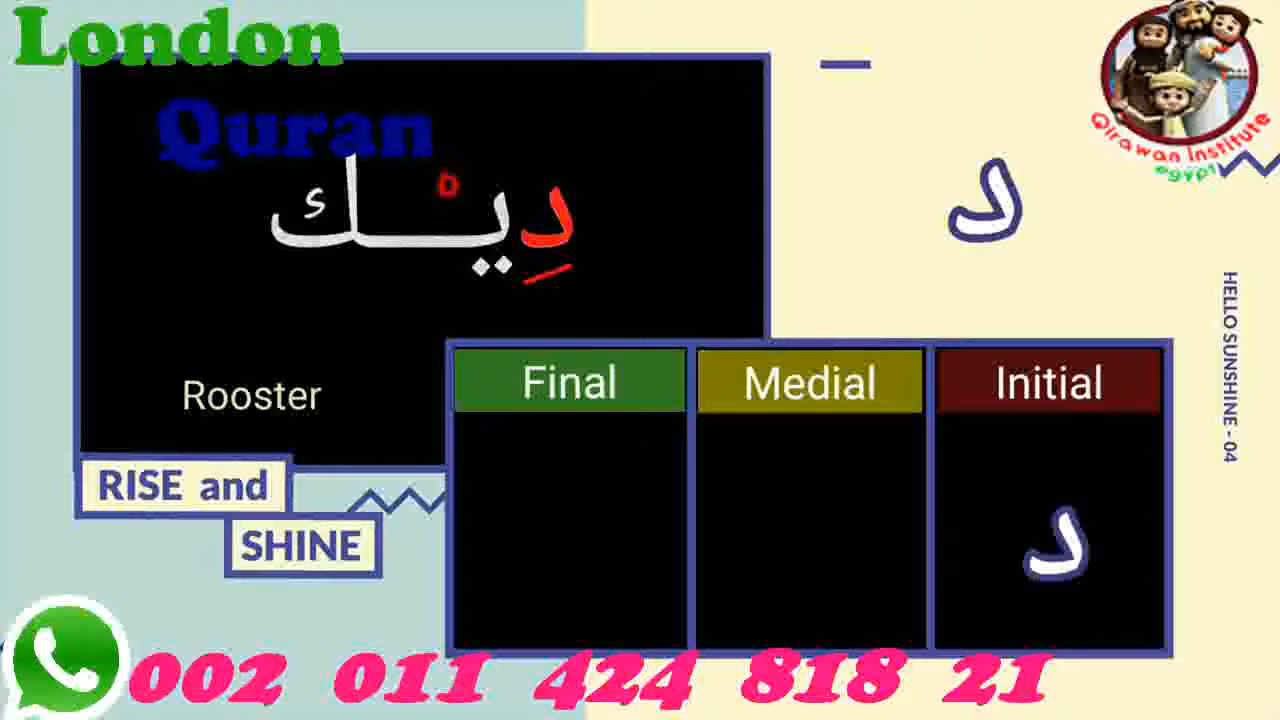 London
Quran
دِيْـــك
Rooster
د
Qirawan Institute
egypt
HELLO SUNSHINE - 04
Final Medial Initial
د
RISE and
SHINE
002 011 424 818 21